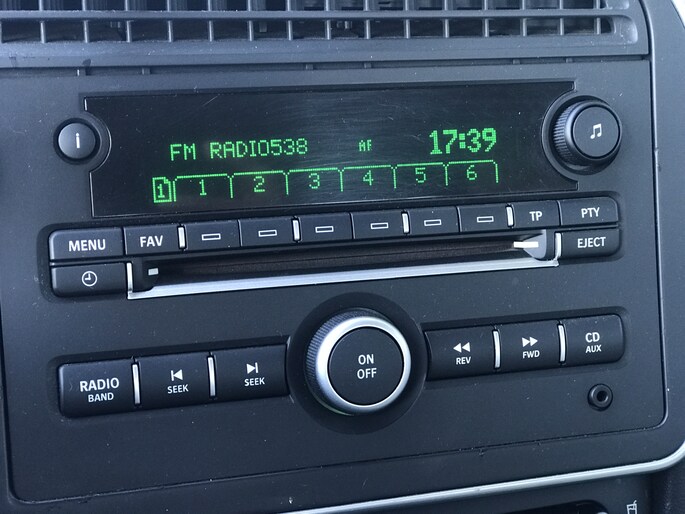 i
FM RADIO538 AF 17:39
1 1 2 3 4 5 6
MENU FAV TP PTY
EJECT
RADIO BAND
SEEK
SEEK
ON
OFF
REV
FWD
CD
AUX